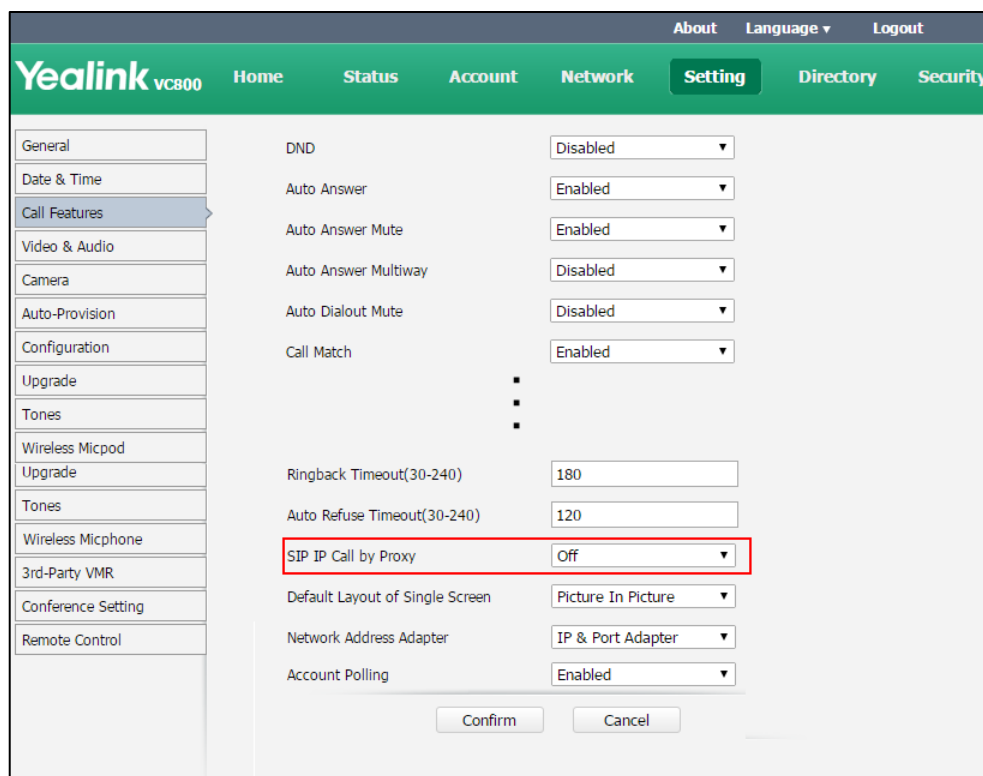 About Language ▾ Logout
Yealink VC800 Home Status Account Network Setting Directory Security
General
Date & Time
Call Features
Video & Audio
Camera
Auto-Provision
Configuration
Upgrade
Tones
Wireless Micpod
Upgrade
Tones
Wireless Micphone
3rd-Party VMR
Conference Setting
Remote Control
DND Disabled
Auto Answer Enabled
Auto Answer Mute Enabled
Auto Answer Multiway Disabled
Auto Dialout Mute Disabled
Call Match Enabled
Ringback Timeout(30-240) 180
Auto Refuse Timeout(30-240) 120
SIP IP Call by Proxy Off
Default Layout of Single Screen Picture In Picture
Network Address Adapter IP & Port Adapter
Account Polling Enabled
Confirm Cancel